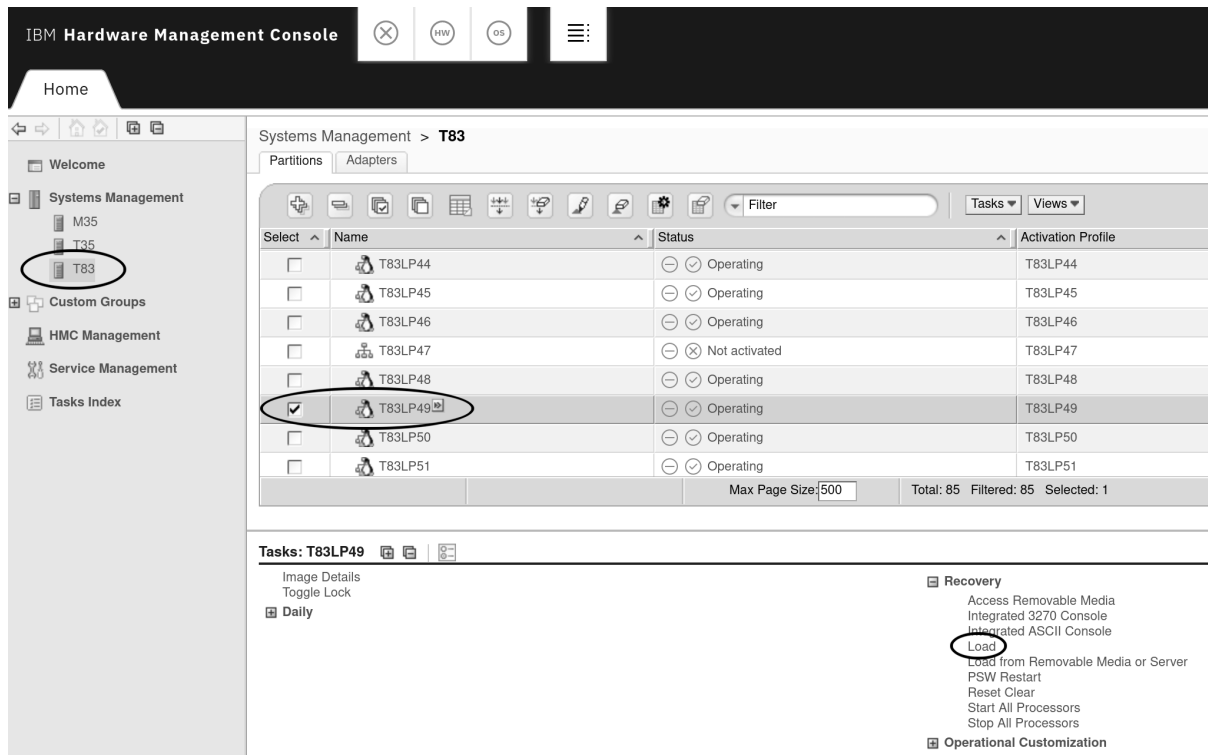 IBM Hardware Management Console
HW
OS
Home
Welcome
Systems Management
M35
T35
T83
Custom Groups
HMC Management
Service Management
Tasks Index
Systems Management > T83
Partitions Adapters
Filter Tasks Views
Select Name Status Activation Profile
T83LP44 Operating T83LP44
T83LP45 Operating T83LP45
T83LP46 Operating T83LP46
T83LP47 Not activated T83LP47
T83LP48 Operating T83LP48
T83LP49 Operating T83LP49
T83LP50 Operating T83LP50
T83LP51 Operating T83LP51
Max Page Size: 500 Total: 85 Filtered: 85 Selected: 1
Tasks: T83LP49
Image Details
Toggle Lock
Daily
Recovery
Access Removable Media
Integrated 3270 Console
Integrated ASCII Console
Load
Load from Removable Media or Server
PSW Restart
Reset Clear
Start All Processors
Stop All Processors
Operational Customization